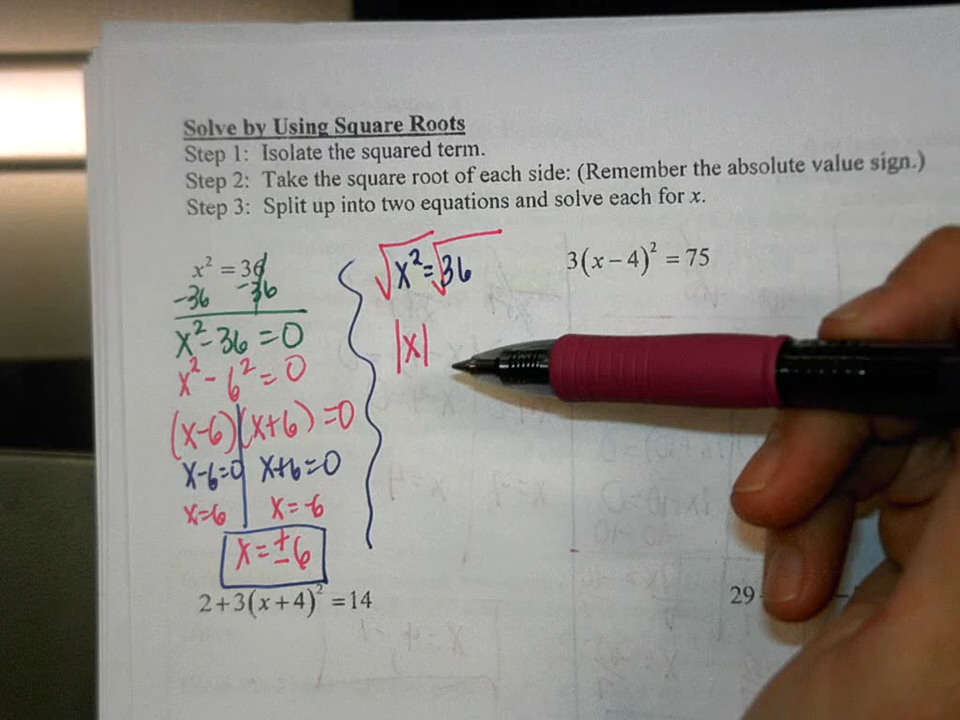 Solve by Using Square Roots
Step 1: Isolate the squared term.
Step 2: Take the square root of each side: (Remember the absolute value sign.)
Step 3: Split up into two equations and solve each for x.
x² = 36
-36 -36
x² - 36 = 0
x² - 6² = 0
(x-6)(x+6) = 0
x-6=0 x+6=0
x=6 x=-6
x=±6
√x² = √36
|x|
3(x − 4)² = 75
2 + 3(x + 4)² = 14
29